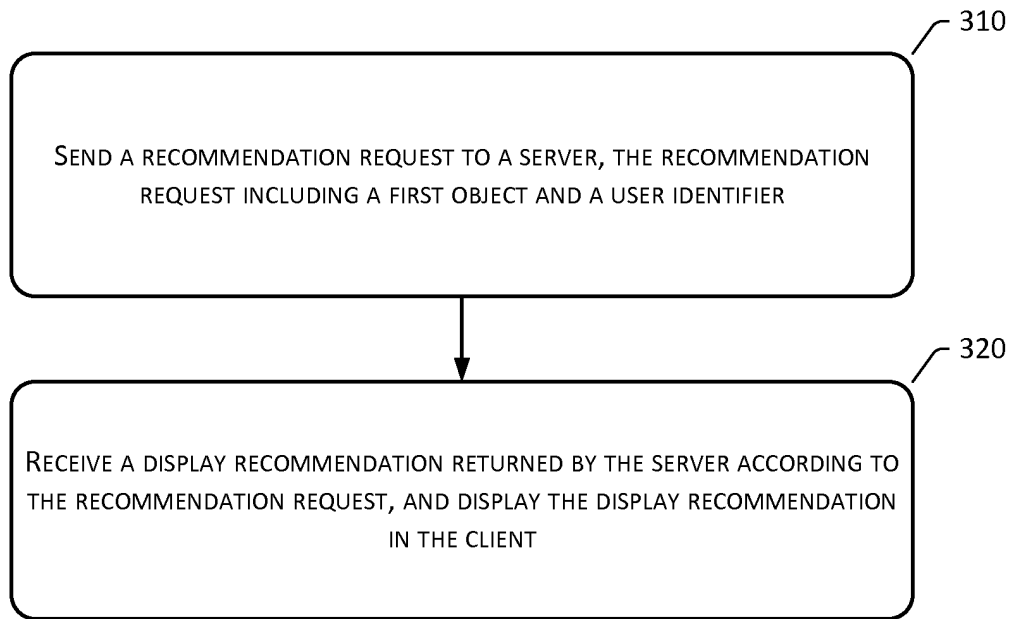 310
SEND A RECOMMENDATION REQUEST TO A SERVER, THE RECOMMENDATION
REQUEST INCLUDING A FIRST OBJECT AND A USER IDENTIFIER
320
RECEIVE A DISPLAY RECOMMENDATION RETURNED BY THE SERVER ACCORDING TO
THE RECOMMENDATION REQUEST, AND DISPLAY THE DISPLAY RECOMMENDATION
IN THE CLIENT